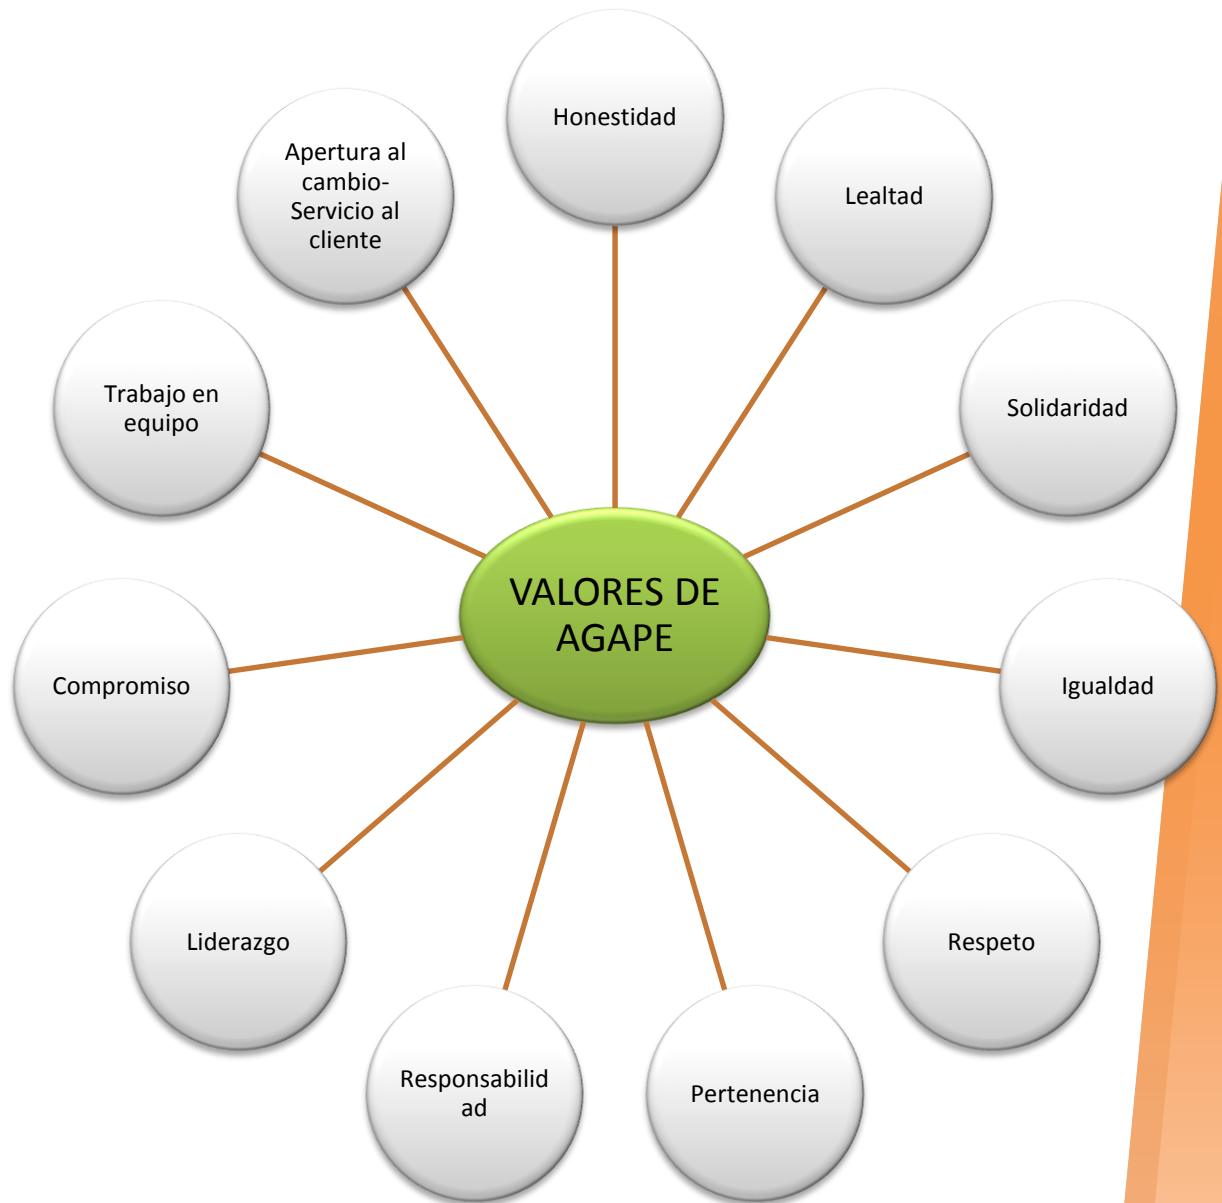 Honestidad
Lealtad
Solidaridad
Igualdad
Respeto
Pertenencia
Responsabilid
ad
Liderazgo
Compromiso
Trabajo en
equipo
Apertura al
cambio-
Servicio al
cliente
VALORES DE
AGAPE